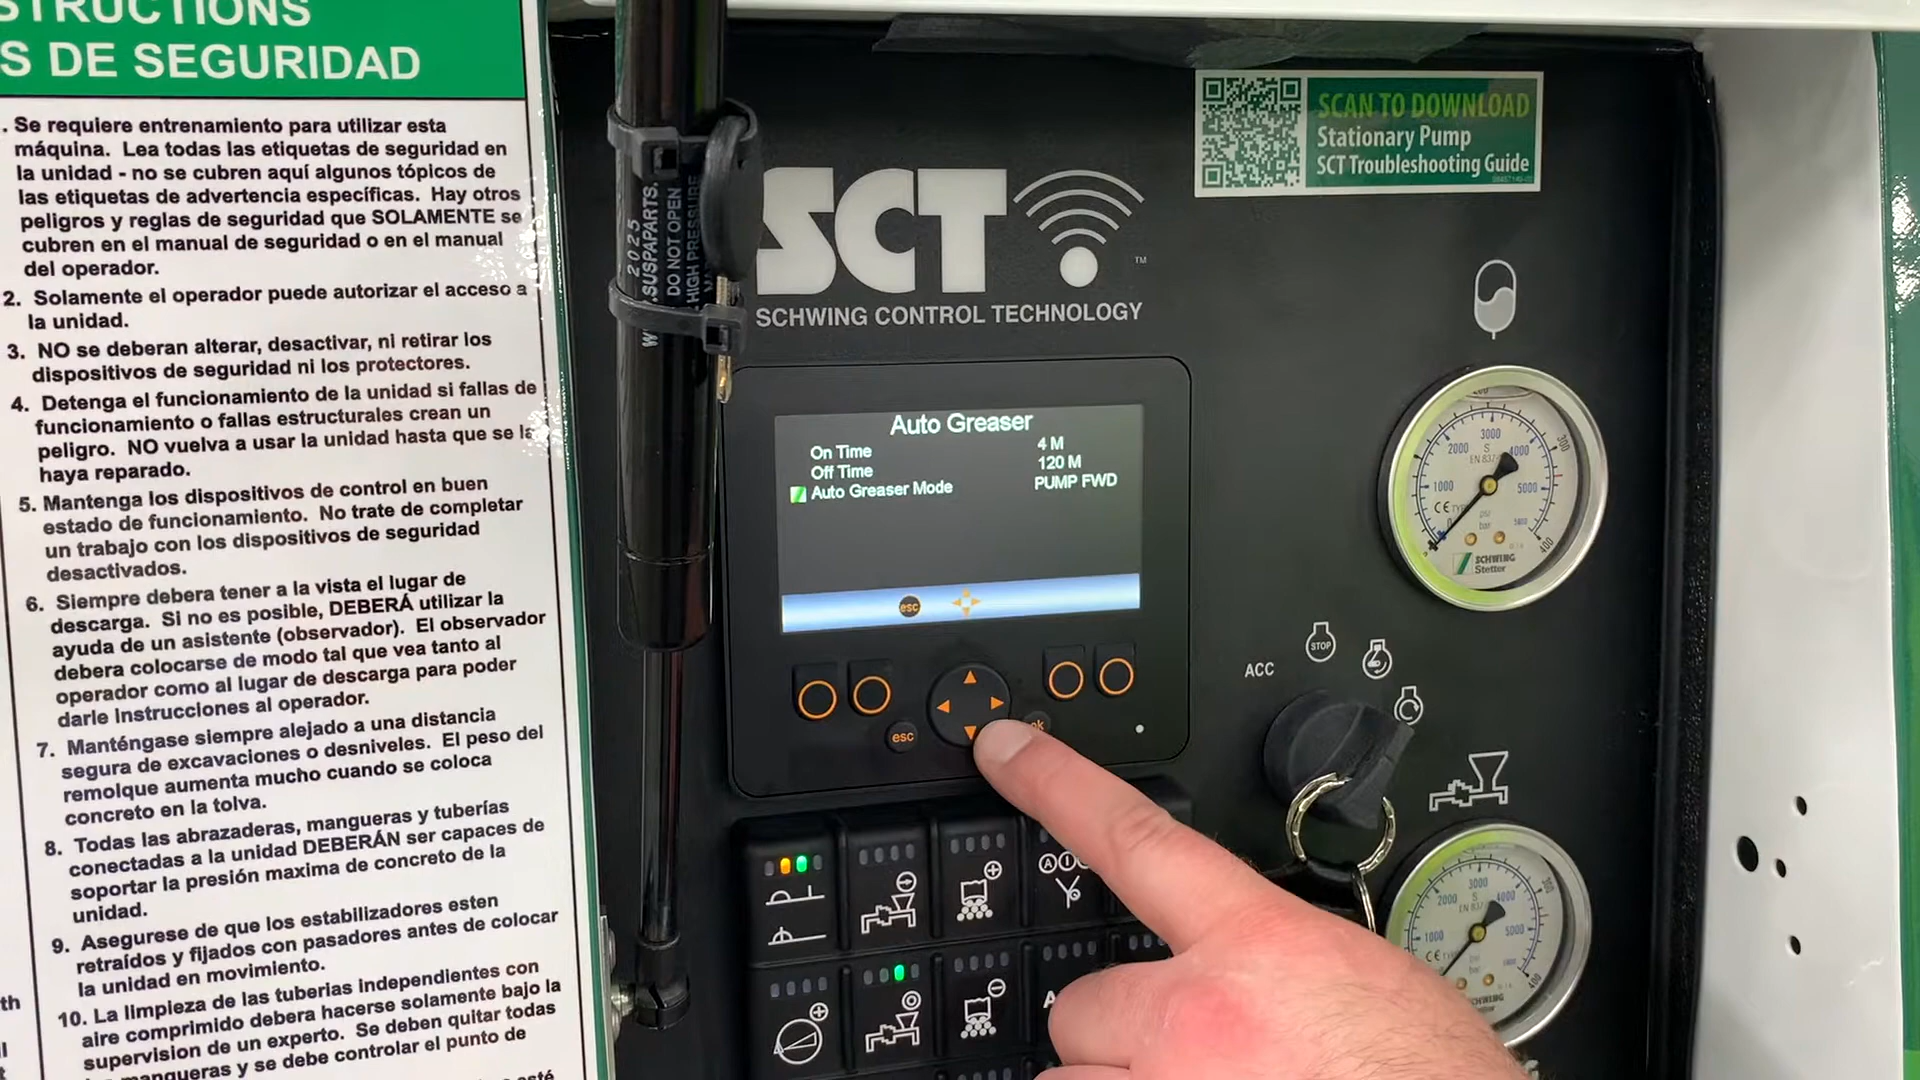 STRUCTIONS
S DE SEGURIDAD
. Se requiere entrenamiento para utilizar esta
máquina. Lea todas las etiquetas de seguridad en
la unidad - no se cubren aquí algunos tópicos de
las etiquetas de advertencia específicas. Hay otros
peligros y reglas de seguridad que SOLAMENTE se
cubren en el manual de seguridad o en el manual
del operador.
2. Solamente el operador puede autorizar el acceso a
la unidad.
3. NO se deberan alterar, desactivar, ni retirar los
dispositivos de seguridad ni los protectores.
4. Detenga el funcionamiento de la unidad si fallas de
funcionamiento o fallas estructurales crean un
peligro. NO vuelva a usar la unidad hasta que se la
haya reparado.
5. Mantenga los dispositivos de control en buen
estado de funcionamiento. No trate de completar
un trabajo con los dispositivos de seguridad
desactivados.
6. Siempre debera tener a la vista el lugar de
descarga. Si no es posible, DEBERÁ utilizar la
ayuda de un asistente (observador). El observador
debera colocarse de modo tal que vea tanto al
operador como al lugar de descarga para poder
darle Instrucciones al operador.
7. Manténgase siempre alejado a una distancia
segura de excavaciones o desniveles. El peso del
remolque aumenta mucho cuando se coloca
concreto en la tolva.
8. Todas las abrazaderas, mangueras y tuberías
conectadas a la unidad DEBERÁN ser capaces de
soportar la presión maxima de concreto de la
unidad.
9. Asegurese de que los estabilizadores esten
retraídos y fijados con pasadores antes de colocar
la unidad en movimiento.
10. La limpieza de las tuberias independientes con
aire comprimido debera hacerse solamente bajo la
supervision de un experto. Se deben quitar todas
mangueras y se debe controlar el punto de
esté
th
2025
.SUSPAPARTS.
DO NOT OPEN
HIGH PRESSURE
SCT
TM
SCHWING CONTROL TECHNOLOGY
SCAN TO DOWNLOAD
Stationary Pump
SCT Troubleshooting Guide
Auto Greaser
On Time 4 M
Off Time 120 M
Auto Greaser Mode PUMP FWD
esc
esc
ok
ACC
STOP
1000
2000
3000
4000
5000
300
400
S
EN 837-
CE
psi
bar
SCHWING
Stetter
1000
2000
3000
4000
5000
400
S
EN 837-
CE
bar
SCHWING
A